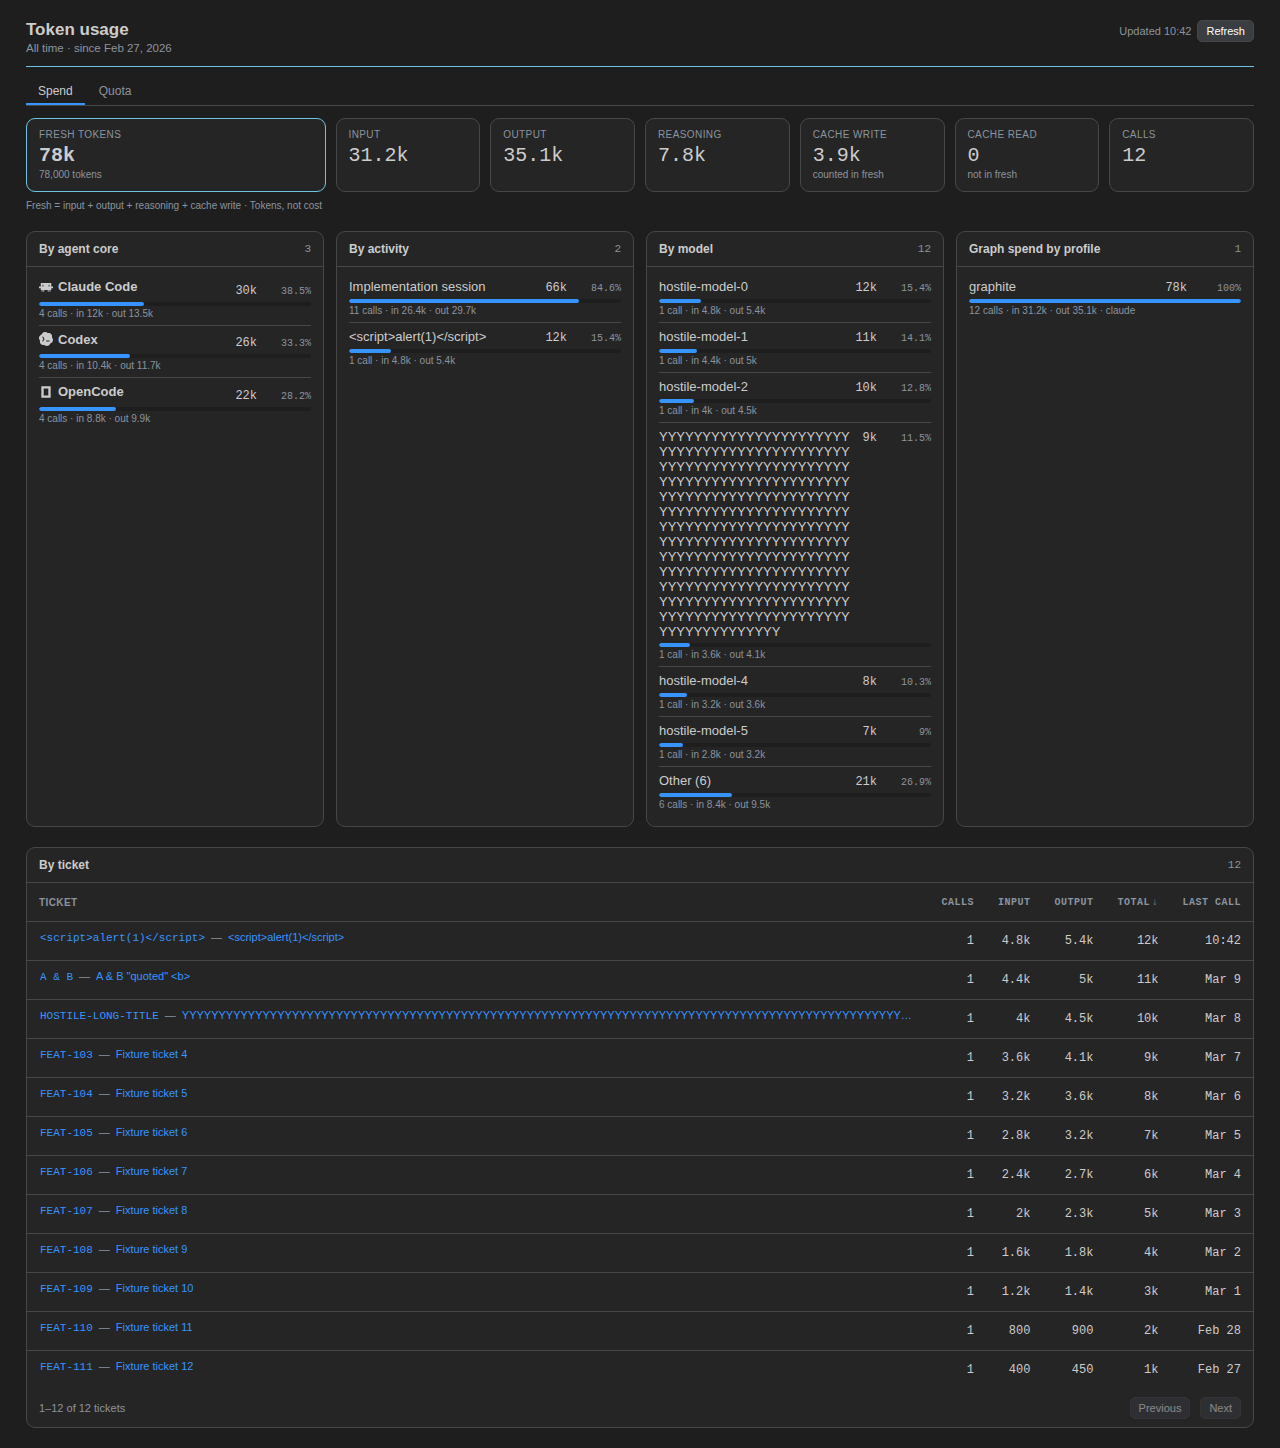 Token usage
All time · since Feb 27, 2026
Updated 10:42 Refresh
Spend Quota
FRESH TOKENS
78k
78,000 tokens
INPUT
31.2k
OUTPUT
35.1k
REASONING
7.8k
CACHE WRITE
3.9k
counted in fresh
CACHE READ
0
not in fresh
CALLS
12
Fresh = input + output + reasoning + cache write · Tokens, not cost
By agent core 3
Claude Code 30k 38.5%
4 calls · in 12k · out 13.5k
Codex 26k 33.3%
4 calls · in 10.4k · out 11.7k
OpenCode 22k 28.2%
4 calls · in 8.8k · out 9.9k
By activity 2
Implementation session 66k 84.6%
11 calls · in 26.4k · out 29.7k
<script>alert(1)</script> 12k 15.4%
1 call · in 4.8k · out 5.4k
By model 12
hostile-model-0 12k 15.4%
1 call · in 4.8k · out 5.4k
hostile-model-1 11k 14.1%
1 call · in 4.4k · out 5k
hostile-model-2 10k 12.8%
1 call · in 4k · out 4.5k
YYYYYYYYYYYYYYYYYYYYYY 9k 11.5%
YYYYYYYYYYYYYYYYYYYYYY
YYYYYYYYYYYYYYYYYYYYYY
YYYYYYYYYYYYYYYYYYYYYY
YYYYYYYYYYYYYYYYYYYYYY
YYYYYYYYYYYYYYYYYYYYYY
YYYYYYYYYYYYYYYYYYYYYY
YYYYYYYYYYYYYYYYYYYYYY
YYYYYYYYYYYYYYYYYYYYYY
YYYYYYYYYYYYYYYYYYYYYY
YYYYYYYYYYYYYYYYYYYYYY
YYYYYYYYYYYYYYYYYYYYYY
YYYYYYYYYYYYYYYYYYYYYY
YYYYYYYYYYYYYY
1 call · in 3.6k · out 4.1k
hostile-model-4 8k 10.3%
1 call · in 3.2k · out 3.6k
hostile-model-5 7k 9%
1 call · in 2.8k · out 3.2k
Other (6) 21k 26.9%
6 calls · in 8.4k · out 9.5k
Graph spend by profile 1
graphite 78k 100%
12 calls · in 31.2k · out 35.1k · claude
By ticket 12
TICKET CALLS INPUT OUTPUT TOTAL↓ LAST CALL
<script>alert(1)</script> — <script>alert(1)</script> 1 4.8k 5.4k 12k 10:42
A & B — A & B "quoted" <b> 1 4.4k 5k 11k Mar 9
HOSTILE-LONG-TITLE — YYYYYYYYYYYYYYYYYYYYYYYYYYYYYYYYYYYYYYYYYYYYYYYYYYYYYYYYYYYYYYYYYYYYYYYYYYYYYYYYYYYYYYYYYYYYYYYYYY… 1 4k 4.5k 10k Mar 8
FEAT-103 — Fixture ticket 4 1 3.6k 4.1k 9k Mar 7
FEAT-104 — Fixture ticket 5 1 3.2k 3.6k 8k Mar 6
FEAT-105 — Fixture ticket 6 1 2.8k 3.2k 7k Mar 5
FEAT-106 — Fixture ticket 7 1 2.4k 2.7k 6k Mar 4
FEAT-107 — Fixture ticket 8 1 2k 2.3k 5k Mar 3
FEAT-108 — Fixture ticket 9 1 1.6k 1.8k 4k Mar 2
FEAT-109 — Fixture ticket 10 1 1.2k 1.4k 3k Mar 1
FEAT-110 — Fixture ticket 11 1 800 900 2k Feb 28
FEAT-111 — Fixture ticket 12 1 400 450 1k Feb 27
1–12 of 12 tickets Previous Next